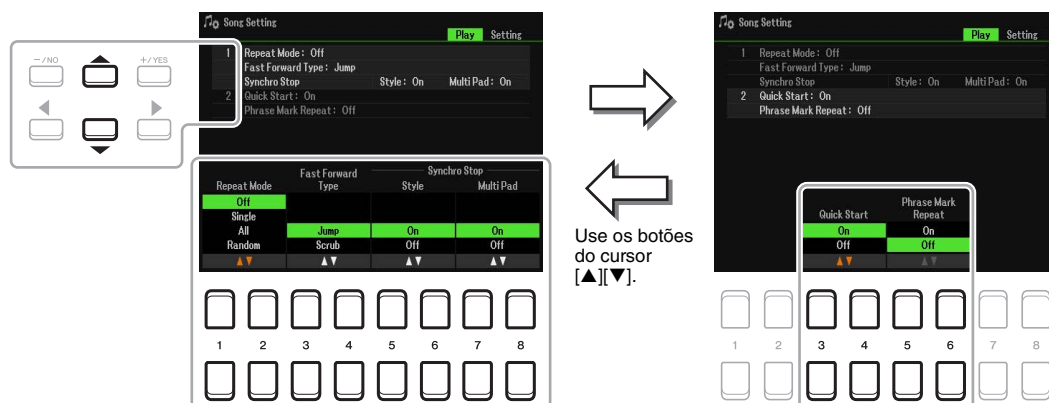 Song Setting
Play Setting
1 Repeat Mode: Off
Fast Forward Type: Jump
Synchro Stop Style: On Multi Pad: On
2 Quick Start: On
Phrase Mark Repeat: Off
-/NO +/YES
Repeat Mode Fast Forward Type Synchro Stop Style Multi Pad
Off
Single
All Jump On On
Random Scrub Off Off
1 2 3 4 5 6 7 8
Use os botões
do cursor
[▲][▼].
Song Setting
Play Setting
1 Repeat Mode: Off
Fast Forward Type: Jump
Synchro Stop Style: On Multi Pad: On
2 Quick Start: On
Phrase Mark Repeat: Off
Quick Start Phrase Mark Repeat
On On
Off Off
1 2 3 4 5 6 7 8